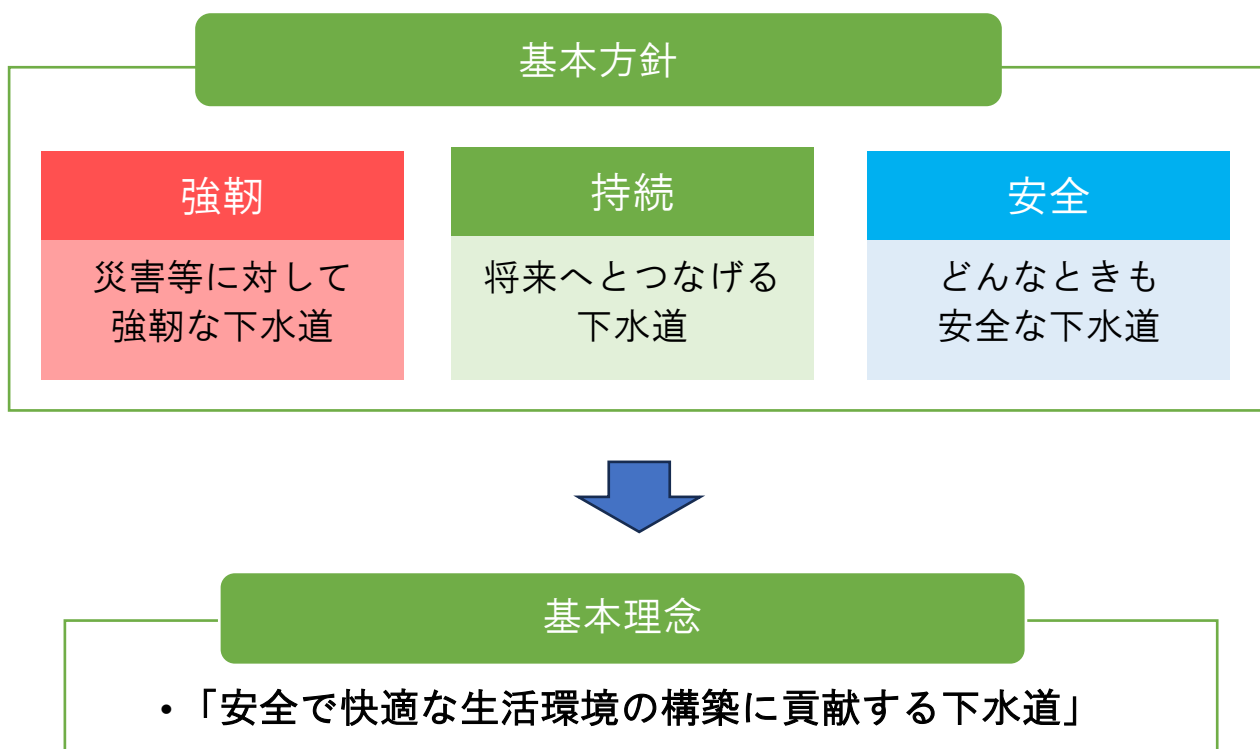 基本方針
強靭
災害等に対して
強靭な下水道
持続
将来へとつなげる
下水道
安全
どんなときも
安全な下水道
基本理念
・「安全で快適な生活環境の構築に貢献する下水道」